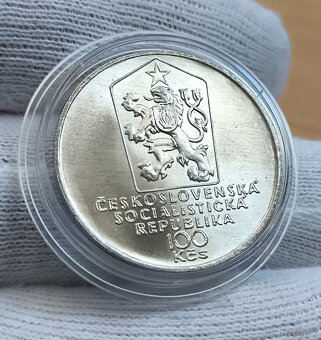 ČESKOSLOVENSKÁ
SOCIALISTICKÁ
REPUBLIKA
100
Kčs